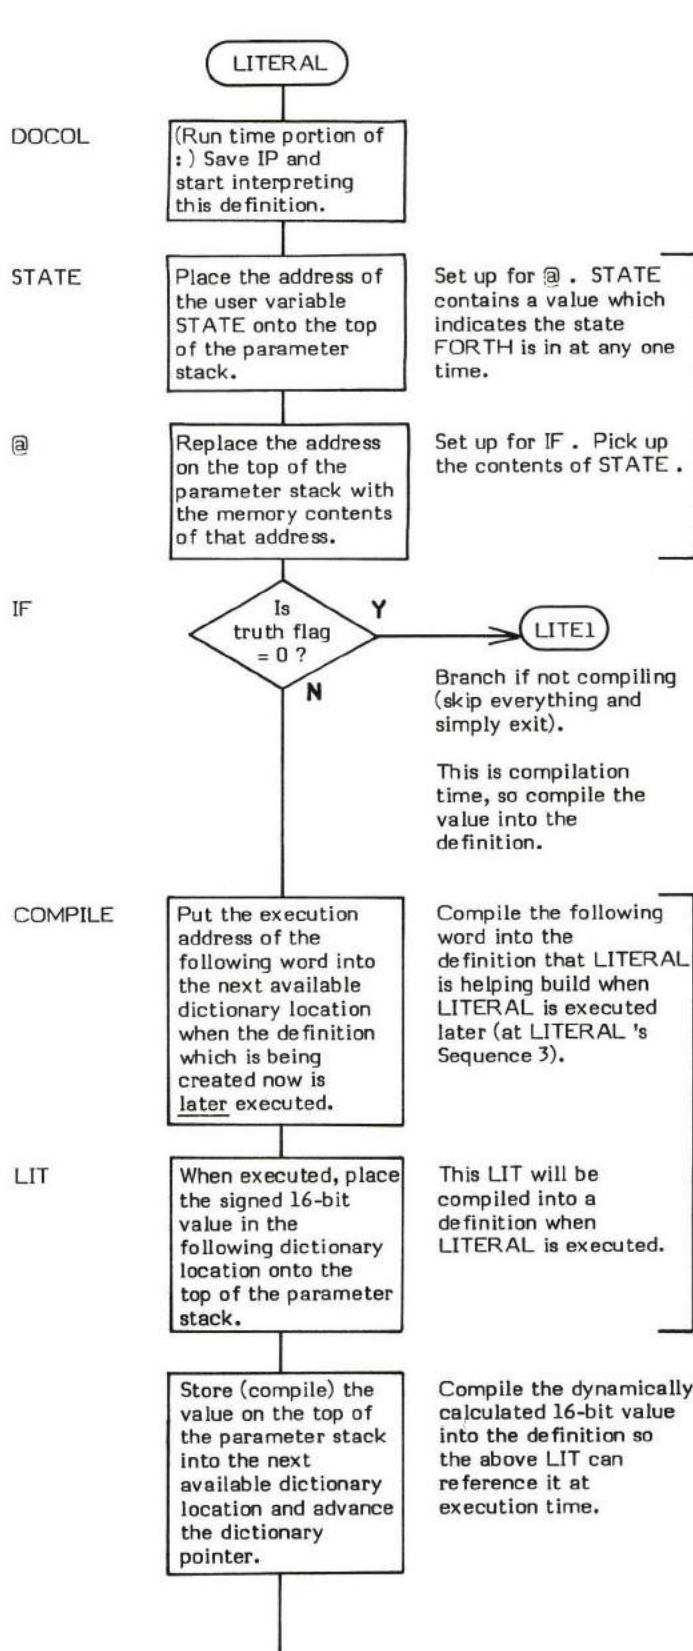 LITERAL
DOCOL
(Run time portion of
: ) Save IP and
start interpreting
this definition.
STATE
Place the address of
the user variable
STATE onto the top
of the parameter
stack.
Set up for @ . STATE
contains a value which
indicates the state
FORTH is in at any one
time.
@
Replace the address
on the top of the
parameter stack with
the memory contents
of that address.
Set up for IF . Pick up
the contents of STATE .
IF
Is
truth flag
= 0 ?
Y
N
LITE1
Branch if not compiling
(skip everything and
simply exit).
This is compilation
time, so compile the
value into the
definition.
COMPILE
Put the execution
address of the
following word into
the next available
dictionary location
when the definition
which is being
created now is
later executed.
Compile the following
word into the
definition that LITERAL
is helping build when
LITERAL is executed
later (at LITERAL 's
Sequence 3).
LIT
When executed, place
the signed 16-bit
value in the
following dictionary
location onto the
top of the parameter
stack.
This LIT will be
compiled into a
definition when
LITERAL is executed.
Store (compile) the
value on the top of
the parameter stack
into the next
available dictionary
location and advance
the dictionary
pointer.
Compile the dynamically
calculated 16-bit value
into the definition so
the above LIT can
reference it at
execution time.